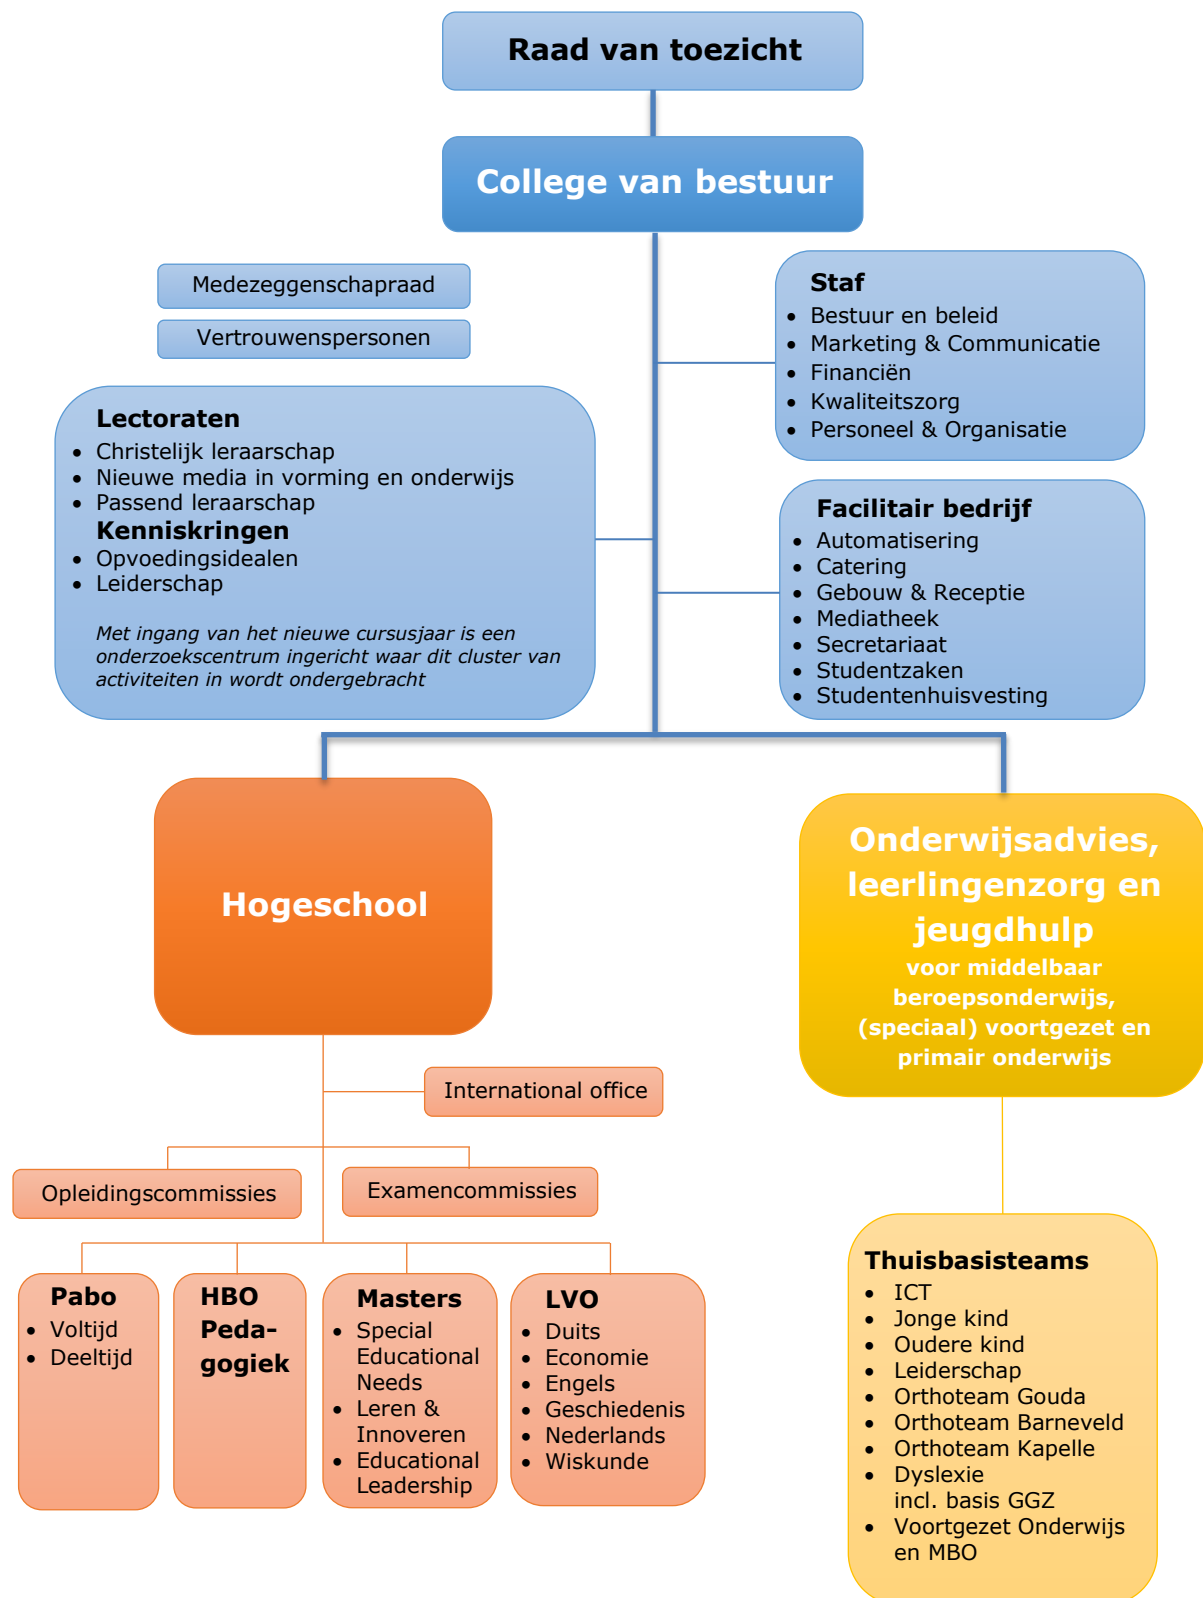 Raad van toezicht
College van bestuur
Medezeggenschapraad
Vertrouwenspersonen
Staf
• Bestuur en beleid
• Marketing & Communicatie
• Financiën
• Kwaliteitszorg
• Personeel & Organisatie
Lectoraten
• Christelijk leraarschap
• Nieuwe media in vorming en onderwijs
• Passend leraarschap
Kenniskringen
• Opvoedingsidealen
• Leiderschap
Met ingang van het nieuwe cursusjaar is een
onderzoekscentrum ingericht waar dit cluster van
activiteiten in wordt ondergebracht
Facilitair bedrijf
• Automatisering
• Catering
• Gebouw & Receptie
• Mediatheek
• Secretariaat
• Studentzaken
• Studentenhuisvesting
Hogeschool
Onderwijsadvies,
leerlingenzorg en
jeugdhulp
voor middelbaar
beroepsonderwijs,
(speciaal) voortgezet en
primair onderwijs
International office
Opleidingscommissies
Examencommissies
Pabo
• Voltijd
• Deeltijd
HBO
Peda-
gogiek
Masters
• Special
Educational
Needs
• Leren &
Innoveren
• Educational
Leadership
LVO
• Duits
• Economie
• Engels
• Geschiedenis
• Nederlands
• Wiskunde
Thuisbasisteams
• ICT
• Jonge kind
• Oudere kind
• Leiderschap
• Orthoteam Gouda
• Orthoteam Barneveld
• Orthoteam Kapelle
• Dyslexie
incl. basis GGZ
• Voortgezet Onderwijs
en MBO